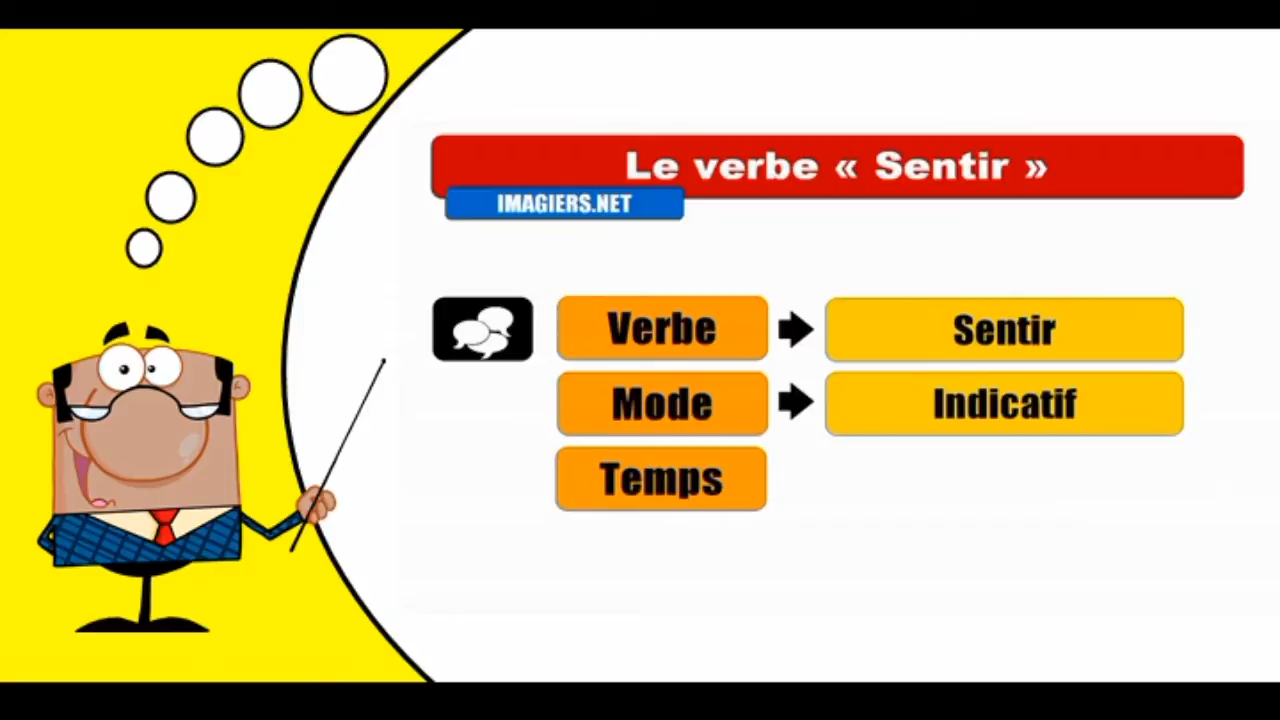 Le verbe « Sentir »
IMAGIERS.NET
Verbe Sentir
Mode Indicatif
Temps